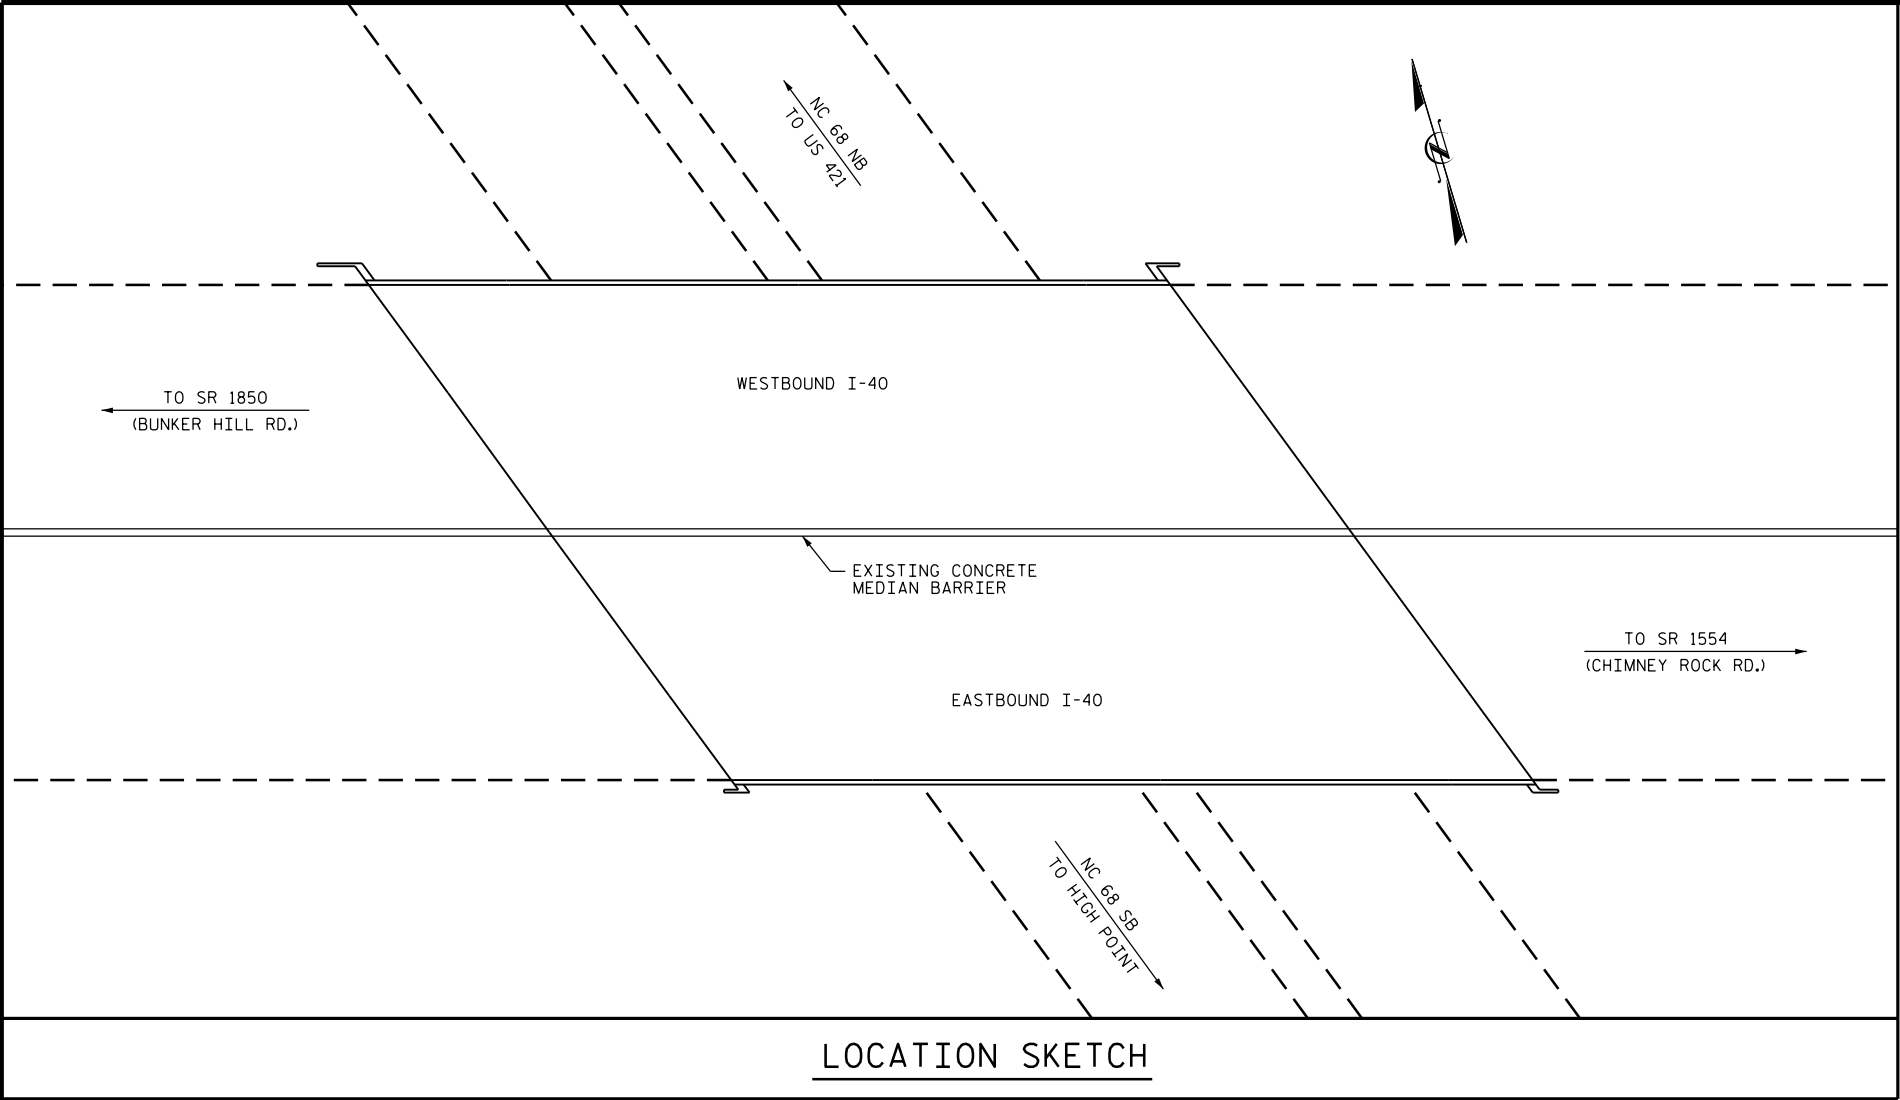 NC 68 NB
TO US 421
N
WESTBOUND I-40
TO SR 1850
(BUNKER HILL RD.)
EXISTING CONCRETE
MEDIAN BARRIER
TO SR 1554
(CHIMNEY ROCK RD.)
EASTBOUND I-40
NC 68 SB
TO HIGH POINT
LOCATION SKETCH